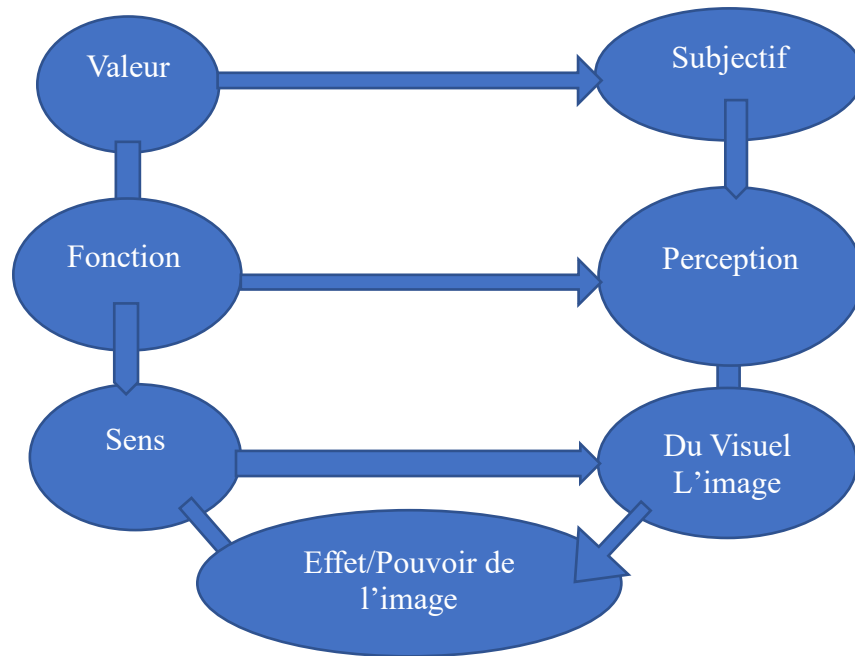 Valeur
Subjectif
Fonction
Perception
Sens
Du Visuel
L’image
Effet/Pouvoir de
l’image